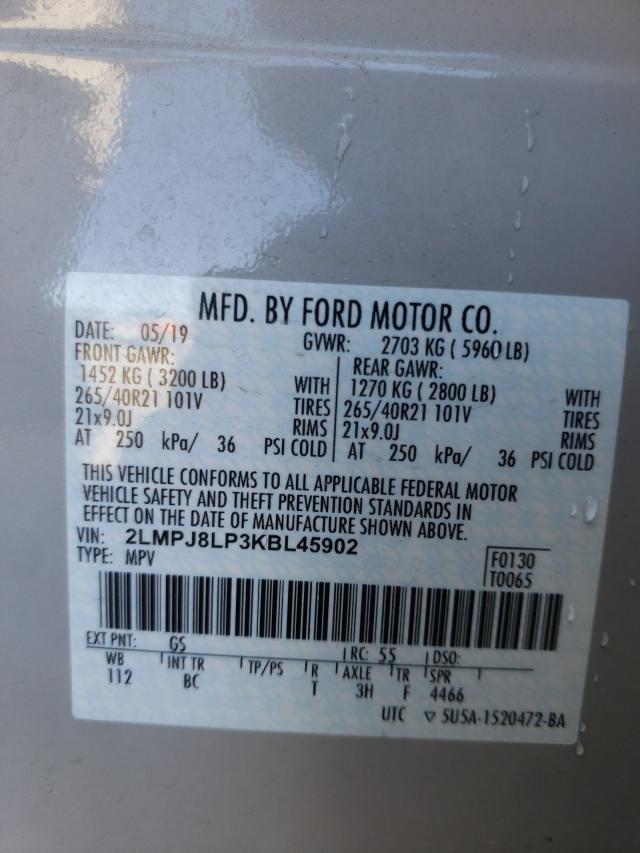 MFD. BY FORD MOTOR CO.
DATE: 05/19 GVWR: 2703 KG ( 5960 LB)
FRONT GAWR: REAR GAWR:
1452 KG ( 3200 LB) WITH 1270 KG ( 2800 LB) WITH
265/40R21 101V TIRES 265/40R21 101V TIRES
21x9.0J RIMS 21x9.0J RIMS
AT 250 kPa/ 36 PSI COLD AT 250 kPa/ 36 PSI COLD
THIS VEHICLE CONFORMS TO ALL APPLICABLE FEDERAL MOTOR
VEHICLE SAFETY AND THEFT PREVENTION STANDARDS IN
EFFECT ON THE DATE OF MANUFACTURE SHOWN ABOVE.
VIN: 2LMPJ8LP3KBL45902
TYPE: MPV F0130
T0065
EXT PNT: GS RC: 55 DSO:
WB INT TR TP/PS R AXLE TR SPR
112 BC T 3H F 4466
UTC ▽ 5U5A-1520472-BA